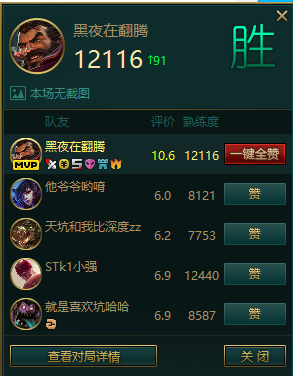 黑夜在翻腾
12116 ↑91
胜
本场无截图
队友 评价 熟练度
黑夜在翻腾
MVP 10.6 12116 一键全赞
他爷爷哟嗬 6.0 8121 赞
天坑和我比深度zz 6.2 7753 赞
STk1小强 6.9 12440 赞
就是喜欢坑哈哈 6.9 8587 赞
查看对局详情 关 闭